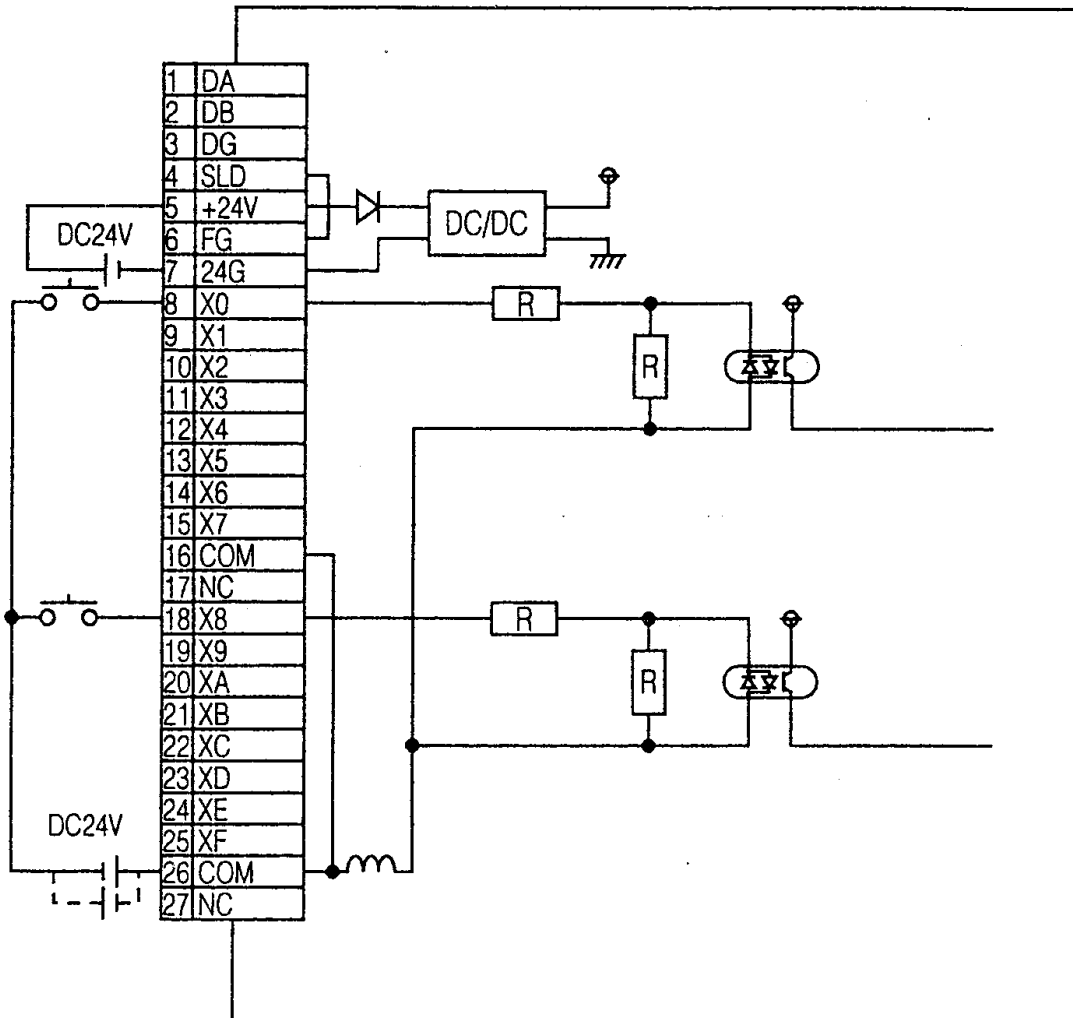 1 DA
2 DB
3 DG
4 SLD
5 +24V
DC/DC
DC24V
6 FG
7 24G
8 X0
R
9 X1
10 X2
R
11 X3
12 X4
13 X5
14 X6
15 X7
16 COM
17 NC
18 X8
R
19 X9
20 XA
R
21 XB
22 XC
23 XD
24 XE
DC24V
25 XF
26 COM
27 NC